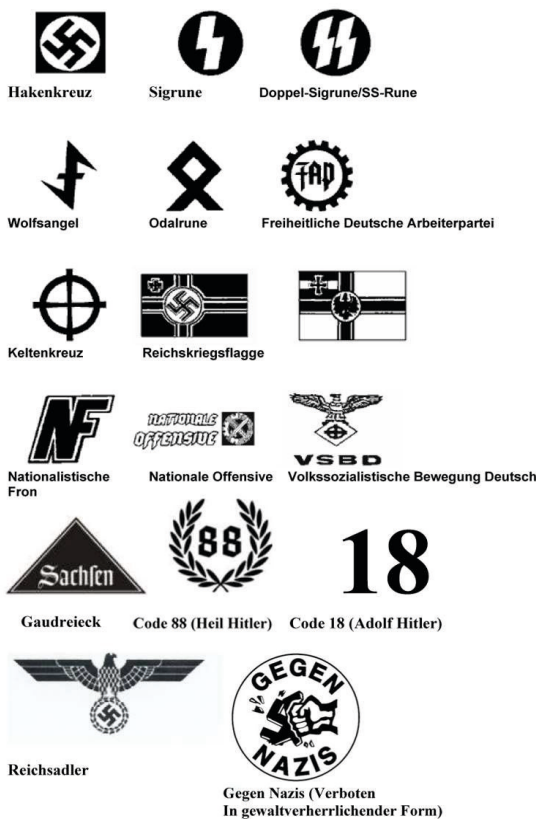 Hakenkreuz Sigrune Doppel-Sigrune/SS-Rune
FAP
Wolfsangel Odalrune Freiheitliche Deutsche Arbeiterpartei
Keltenkreuz Reichskriegsflagge
NF
NATIONALE
OFFENSIVE
VSBD
Nationalistische Nationale Offensive Volkssozialistische Bewegung Deutsch
Fron
Sachsen
88
18
Gaudreieck Code 88 (Heil Hitler) Code 18 (Adolf Hitler)
GEGEN
NAZIS
Reichsadler
Gegen Nazis (Verboten
In gewaltverherrlichender Form)